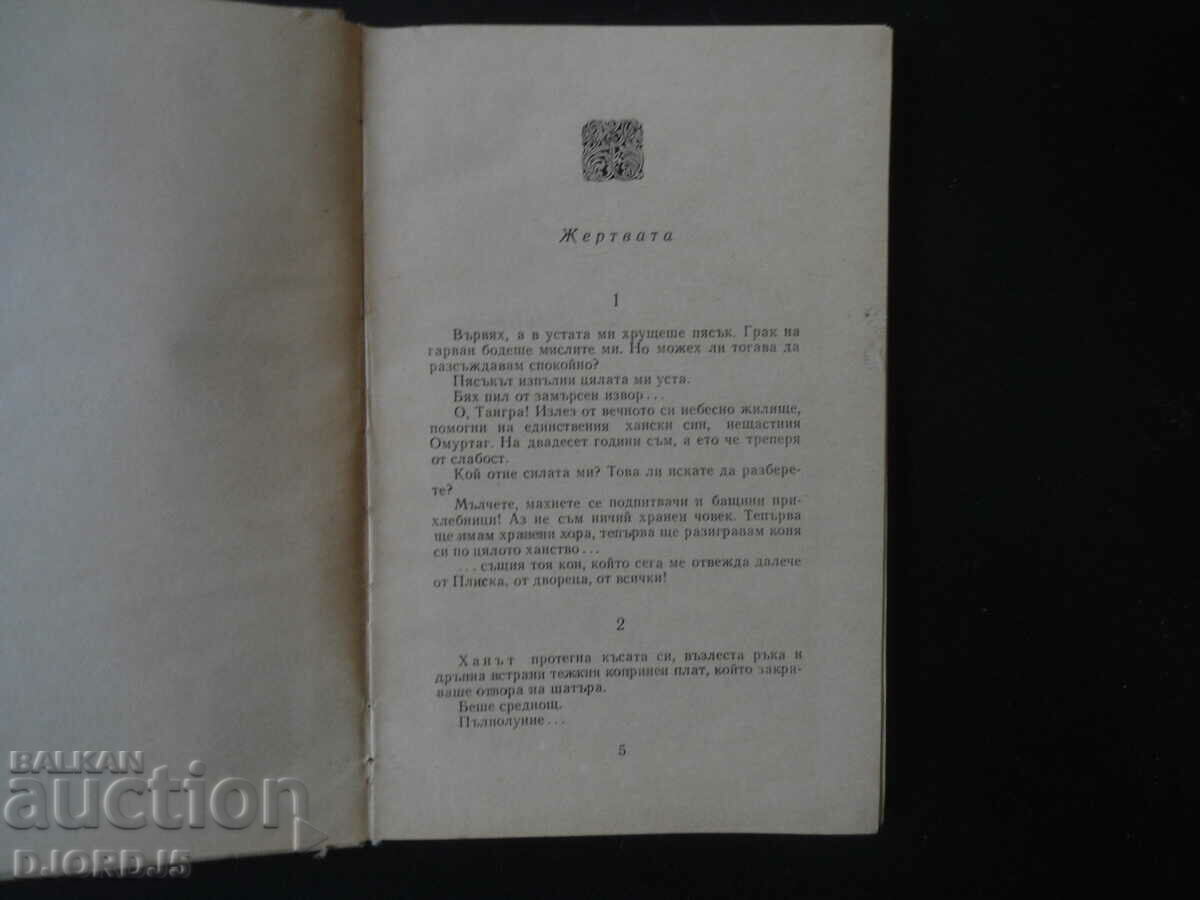 Жертвата
1
Вървях, а в устата ми хрущеше пясък. Грак на
гарван бодеше мислите ми. Но можех ли тогава да
разсъждавам спокойно?
Пясъкът изпълни цялата ми уста.
Бях пил от замърсен извор...
О, Тангра! Излез от вечното си небесно жилище,
помогни на единствения хански син, нещастния
Омуртаг. На двадесет години съм, а ето че треперя
от слабост.
Кой отне силата ми? Това ли искате да разбере-
те?
Мълчете, махнете се подпитвачи и бащини при-
хлебници! Аз не съм ничий хранен човек. Тепърва
ще имам хранени хора, тепърва ще разигравам коня
си по цялото ханство...
...същия тоя кон, който сега ме отвежда далече
от Плиска, от двореца, от всички!
2
Ханът протегна късата си, възлеста ръка и
дръпна встрани тежкия копринен плат, който закри-
ваше отвора на шатъра.
Беше среднощ.
Пълнолуние...
5
BALKAN
auction
DJORDJ5